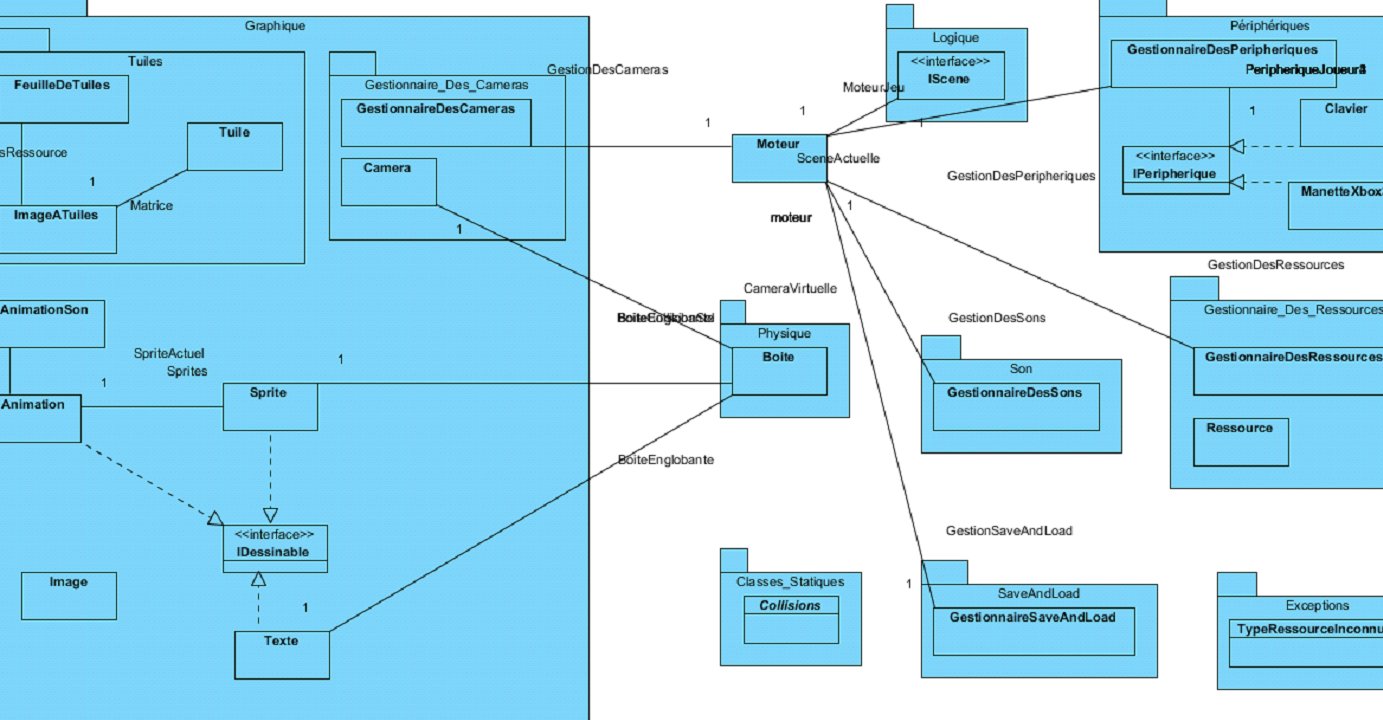 Graphique
Tuiles
FeuilleDeTuiles
Tuile
sRessource
1
Matrice
ImageATuiles
Gestionnaire_Des_Cameras
GestionnaireDesCameras
Camera
1
GestionDesCameras
1
AnimationSon
SpriteActuel
Sprites
1
1
Animation
Sprite
<<interface>>
IDessinable
Image
1
Texte
Logique
<<interface>>
IScene
MoteurJeu
1
1
Moteur
SceneActuelle
1
moteur
GestionDesPeripheriques
Périphériques
GestionnaireDesPeripheriques
1
Clavier
<<interface>>
IPeripherique
ManetteXbox
GestionDesRessources
Gestionnaire_Des_Ressources
GestionnaireDesRessources
Ressource
CameraVirtuelle
Physique
Boite
BoiteEnglobante
GestionDesSons
Son
GestionnaireDesSons
GestionSaveAndLoad
1
SaveAndLoad
GestionnaireSaveAndLoad
Classes_Statiques
Collisions
Exceptions
TypeRessourceInconnu